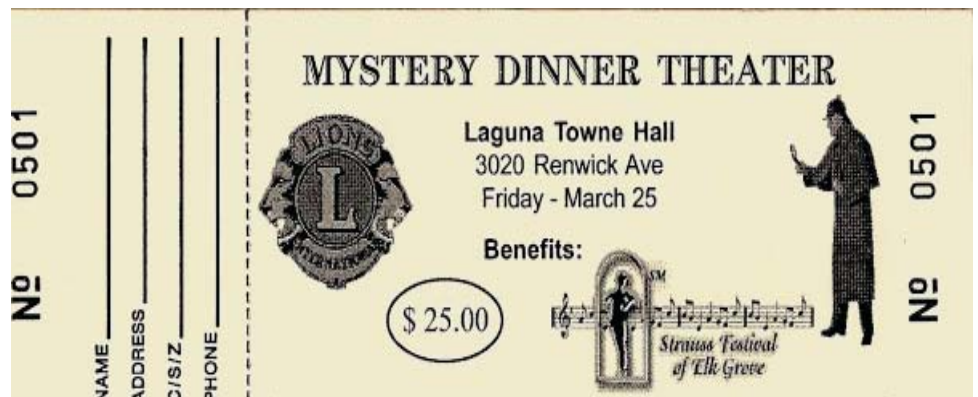 Nº 0501
NAME
ADDRESS
C/S/Z
PHONE
MYSTERY DINNER THEATER
LIONS
L
INTERNATIONAL
Laguna Towne Hall
3020 Renwick Ave
Friday - March 25
Benefits:
$ 25.00
SM
Strauss Festival
of Elk Grove
Nº 0501